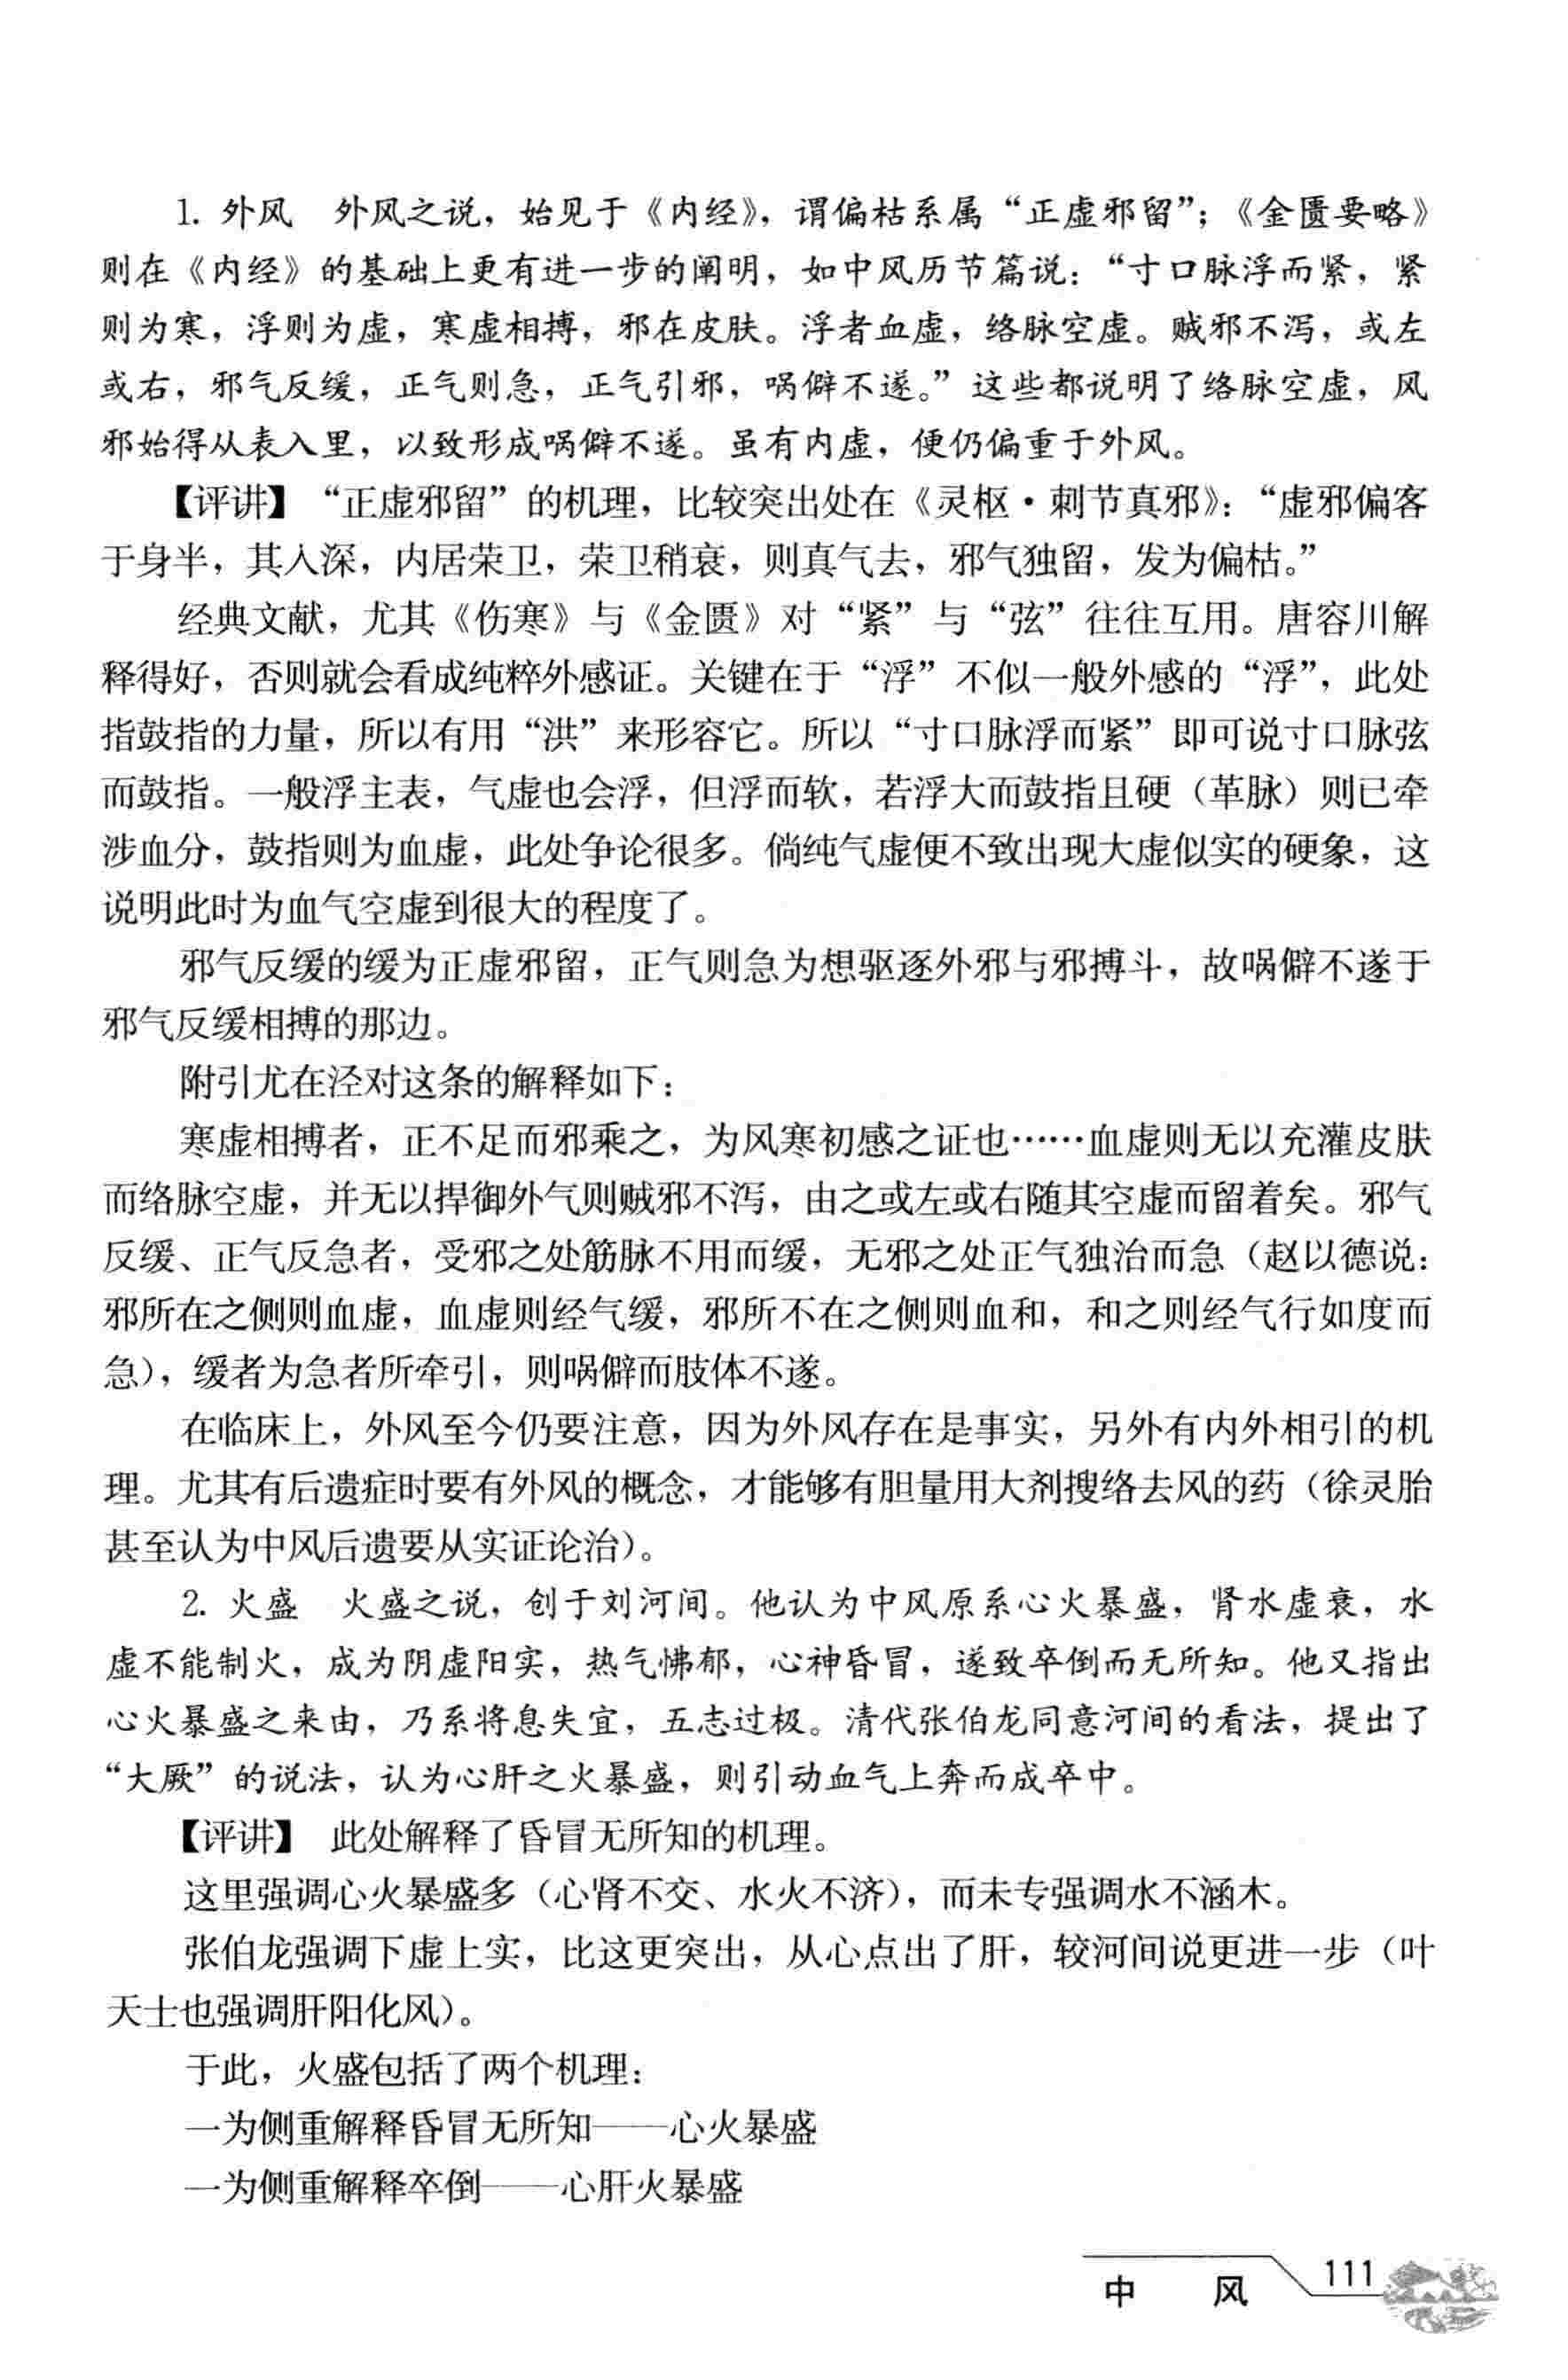 1. 外风　外风之说，始见于《内经》，谓偏枯系属“正虚邪留”；《金匮要略》
则在《内经》的基础上更有进一步的阐明，如中风历节篇说：“寸口脉浮而紧，紧
则为寒，浮则为虚，寒虚相搏，邪在皮肤。浮者血虚，络脉空虚。贼邪不泻，或左
或右，邪气反缓，正气则急，正气引邪，㖞僻不遂。”这些都说明了络脉空虚，风
邪始得从表入里，以致形成㖞僻不遂。虽有内虚，便仍偏重于外风。
【评讲】“正虚邪留”的机理，比较突出处在《灵枢·刺节真邪》：“虚邪偏客
于身半，其入深，内居荣卫，荣卫稍衰，则真气去，邪气独留，发为偏枯。”
经典文献，尤其《伤寒》与《金匮》对“紧”与“弦”往往互用。唐容川解
释得好，否则就会看成纯粹外感证。关键在于“浮”不似一般外感的“浮”，此处
指鼓指的力量，所以有用“洪”来形容它。所以“寸口脉浮而紧”即可说寸口脉弦
而鼓指。一般浮主表，气虚也会浮，但浮而软，若浮大而鼓指且硬（革脉）则已牵
涉血分，鼓指则为血虚，此处争论很多。倘纯气虚便不致出现大虚似实的硬象，这
说明此时为血气空虚到很大的程度了。
邪气反缓的缓为正虚邪留，正气则急为想驱逐外邪与邪搏斗，故㖞僻不遂于
邪气反缓相搏的那边。
附引尤在泾对这条的解释如下：
寒虚相搏者，正不足而邪乘之，为风寒初感之证也……血虚则无以充灌皮肤
而络脉空虚，并无以捍御外气则贼邪不泻，由之或左或右随其空虚而留着矣。邪气
反缓、正气反急者，受邪之处筋脉不用而缓，无邪之处正气独治而急（赵以德说：
邪所在之侧则血虚，血虚则经气缓，邪所不在之侧则血和，和之则经气行如度而
急），缓者为急者所牵引，则㖞僻而肢体不遂。
在临床上，外风至今仍要注意，因为外风存在是事实，另外有内外相引的机
理。尤其有后遗症时要有外风的概念，才能够有胆量用大剂搜络去风的药（徐灵胎
甚至认为中风后遗要从实证论治）。
2. 火盛　火盛之说，创于刘河间。他认为中风原系心火暴盛，肾水虚衰，水
虚不能制火，成为阴虚阳实，热气怫郁，心神昏冒，遂致卒倒而无所知。他又指出
心火暴盛之来由，乃系将息失宜，五志过极。清代张伯龙同意河间的看法，提出了
“大厥”的说法，认为心肝之火暴盛，则引动血气上奔而成卒中。
【评讲】　此处解释了昏冒无所知的机理。
这里强调心火暴盛多（心肾不交、水火不济），而未专强调水不涵木。
张伯龙强调下虚上实，比这更突出，从心点出了肝，较河间说更进一步（叶
天士也强调肝阳化风）。
于此，火盛包括了两个机理：
一为侧重解释昏冒无所知——心火暴盛
一为侧重解释卒倒——心肝火暴盛
中　风　111